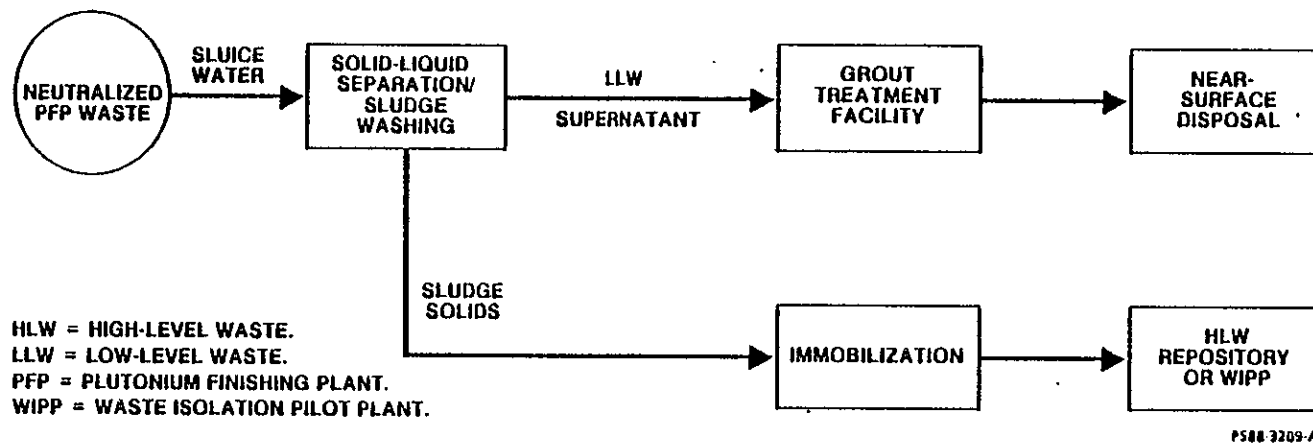 NEUTRALIZED
PFP WASTE
SLUICE
WATER
SOLID-LIQUID
SEPARATION/
SLUDGE
WASHING
LLW
SUPERNATANT
GROUT
TREATMENT
FACILITY
NEAR-
SURFACE
DISPOSAL
SLUDGE
SOLIDS
IMMOBILIZATION
HLW
REPOSITORY
OR WIPP
HLW = HIGH-LEVEL WASTE.
LLW = LOW-LEVEL WASTE.
PFP = PLUTONIUM FINISHING PLANT.
WIPP = WASTE ISOLATION PILOT PLANT.
PS88-3209-A